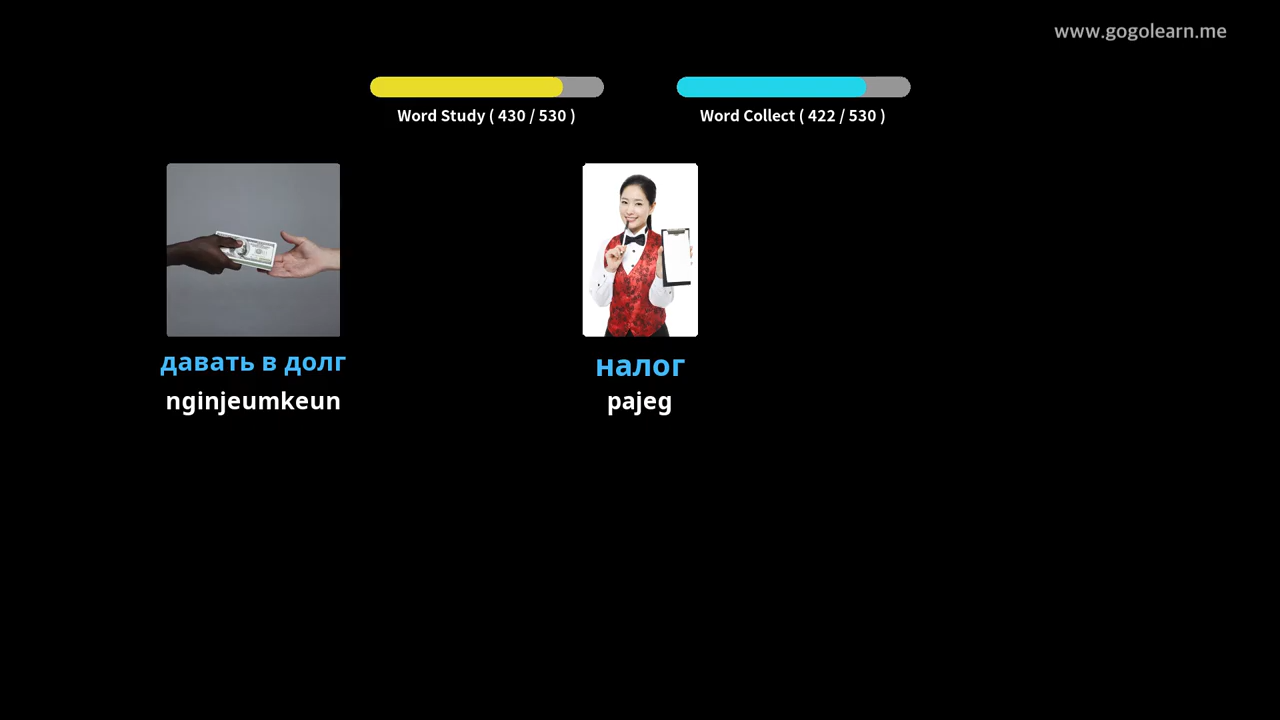 www.gogolearn.me
Word Study ( 430 / 530 )
Word Collect ( 422 / 530 )
давать в долг
nginjeumkeun
налог
pajeg